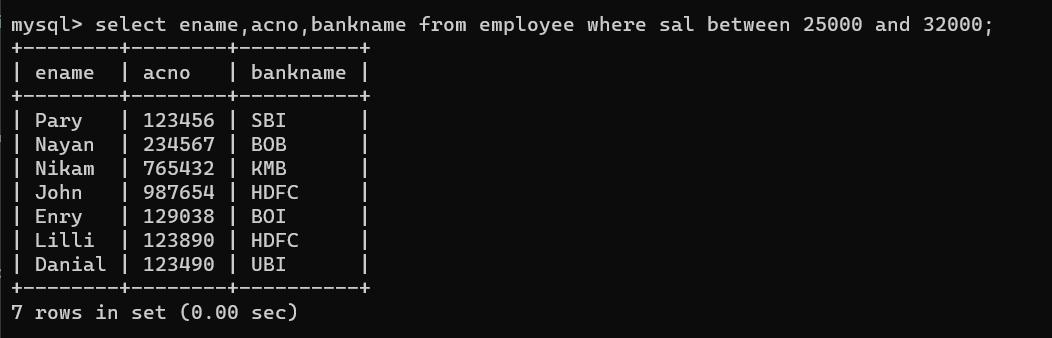 mysql> select ename,acno,bankname from employee where sal between 25000 and 32000;
+--------+--------+----------+
| ename  | acno   | bankname |
+--------+--------+----------+
| Pary   | 123456 | SBI      |
| Nayan  | 234567 | BOB      |
| Nikam  | 765432 | KMB      |
| John   | 987654 | HDFC     |
| Enry   | 129038 | BOI      |
| Lilli  | 123890 | HDFC     |
| Danial | 123490 | UBI      |
+--------+--------+----------+
7 rows in set (0.00 sec)